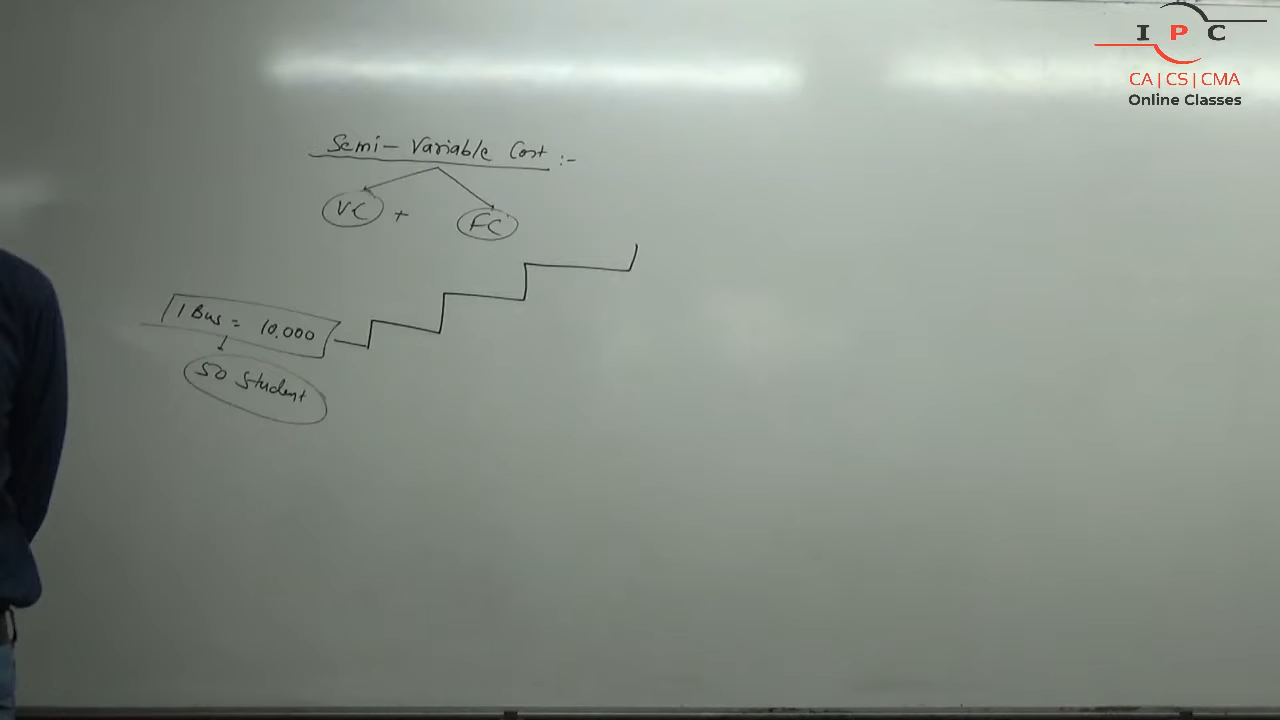 I P C
CA | CS | CMA
Online Classes
Semi-Variable Cost :-
VC + FC
1 Bus = 10,000
50 Student